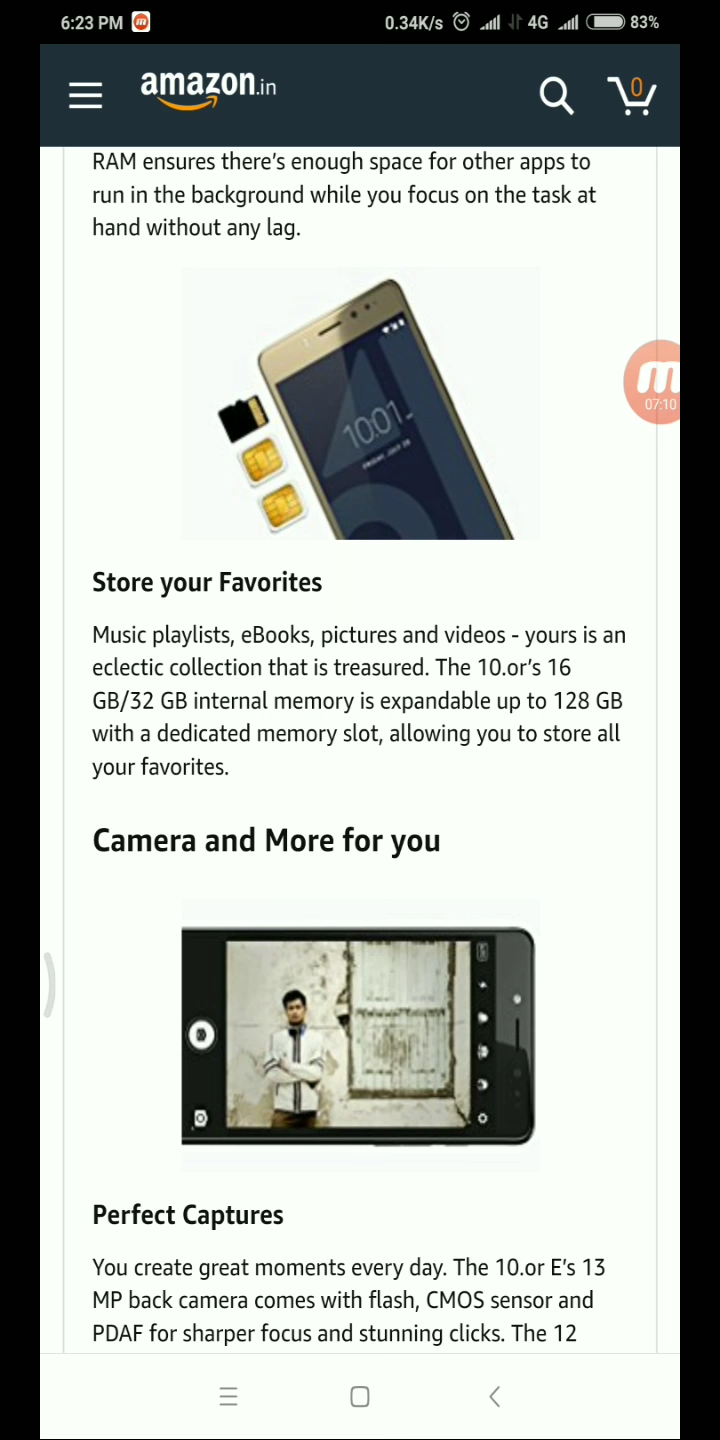 6:23 PM 0.34K/s 4G 83%
amazon.in
0
RAM ensures there's enough space for other apps to
run in the background while you focus on the task at
hand without any lag.
10:01
FRIDAY, JULY 28
07:10
Store your Favorites
Music playlists, eBooks, pictures and videos - yours is an
eclectic collection that is treasured. The 10.or's 16
GB/32 GB internal memory is expandable up to 128 GB
with a dedicated memory slot, allowing you to store all
your favorites.
Camera and More for you
Perfect Captures
You create great moments every day. The 10.or E's 13
MP back camera comes with flash, CMOS sensor and
PDAF for sharper focus and stunning clicks. The 12